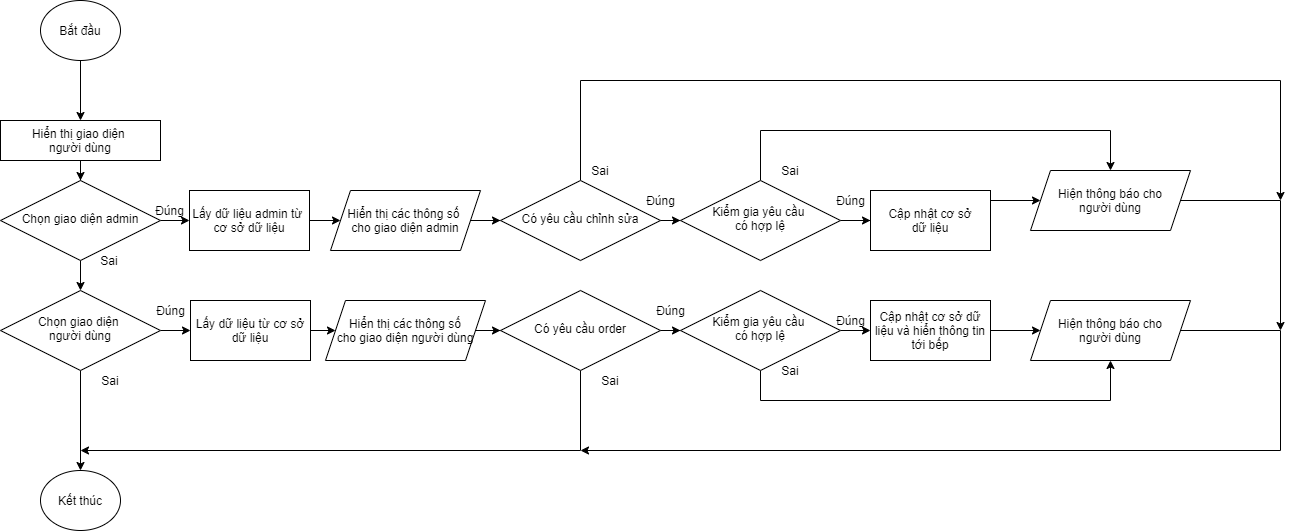 Bắt đầu
Hiển thị giao diện
người dùng
Sai
Sai
Chọn giao diện admin
Đúng
Lấy dữ liệu admin từ
cơ sở dữ liệu
Hiển thị các thông số
cho giao diện admin
Có yêu cầu chỉnh sửa
Đúng
Kiểm gia yêu cầu
có hợp lệ
Đúng
Cập nhật cơ sở
dữ liệu
Hiện thông báo cho
người dùng
Sai
Chọn giao diện
người dùng
Đúng
Lấy dữ liệu từ cơ sở
dữ liệu
Hiển thị các thông số
cho giao diện người dùng
Có yêu cầu order
Đúng
Kiểm gia yêu cầu
có hợp lệ
Đúng
Cập nhật cơ sở dữ
liệu và hiển thông tin
tới bếp
Hiện thông báo cho
người dùng
Sai
Sai
Sai
Kết thúc